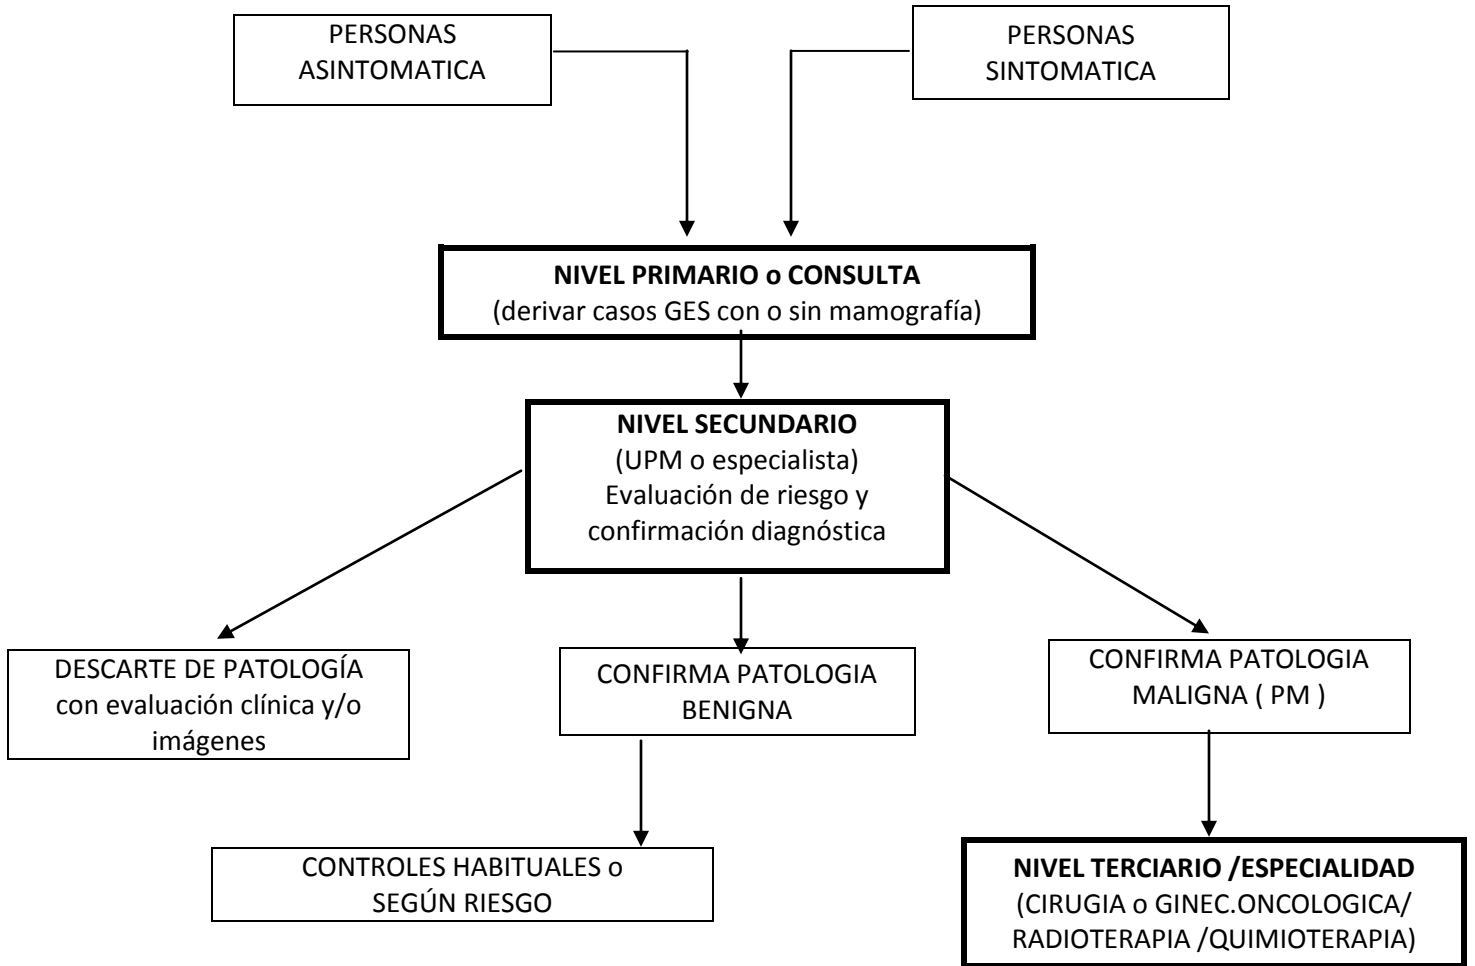 PERSONAS
ASINTOMATICA
PERSONAS
SINTOMATICA
NIVEL PRIMARIO o CONSULTA
(derivar casos GES con o sin mamografía)
NIVEL SECUNDARIO
(UPM o especialista)
Evaluación de riesgo y
confirmación diagnóstica
DESCARTE DE PATOLOGÍA
con evaluación clínica y/o
imágenes
CONFIRMA PATOLOGIA
BENIGNA
CONFIRMA PATOLOGIA
MALIGNA ( PM )
CONTROLES HABITUALES o
SEGÚN RIESGO
NIVEL TERCIARIO /ESPECIALIDAD
(CIRUGIA o GINEC.ONCOLOGICA/
RADIOTERAPIA /QUIMIOTERAPIA)